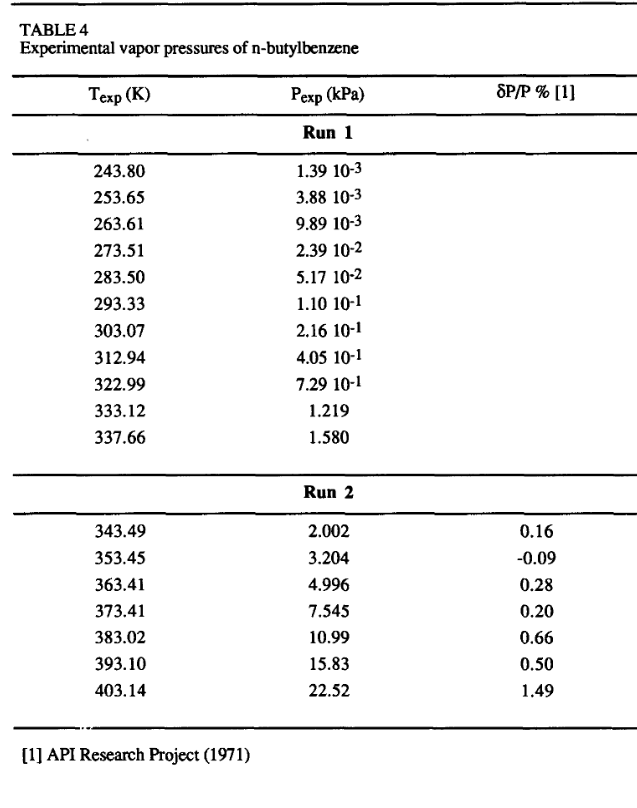 TABLE 4
Experimental vapor pressures of n-butylbenzene
Texp (K) Pexp (kPa) δP/P % [1]
Run 1
243.80 1.39 10-3
253.65 3.88 10-3
263.61 9.89 10-3
273.51 2.39 10-2
283.50 5.17 10-2
293.33 1.10 10-1
303.07 2.16 10-1
312.94 4.05 10-1
322.99 7.29 10-1
333.12 1.219
337.66 1.580
Run 2
343.49 2.002 0.16
353.45 3.204 -0.09
363.41 4.996 0.28
373.41 7.545 0.20
383.02 10.99 0.66
393.10 15.83 0.50
403.14 22.52 1.49
[1] API Research Project (1971)